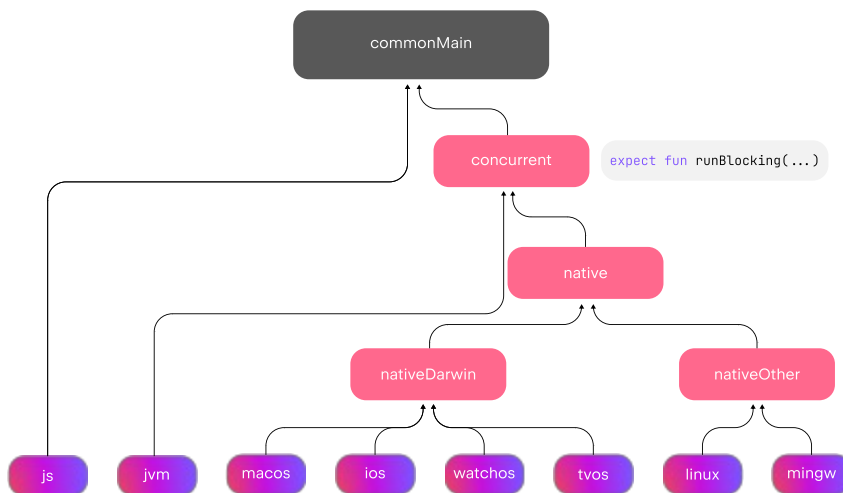 commonMain
concurrent
expect fun runBlocking(...)
native
nativeDarwin
nativeOther
js
jvm
macos
ios
watchos
tvos
linux
mingw